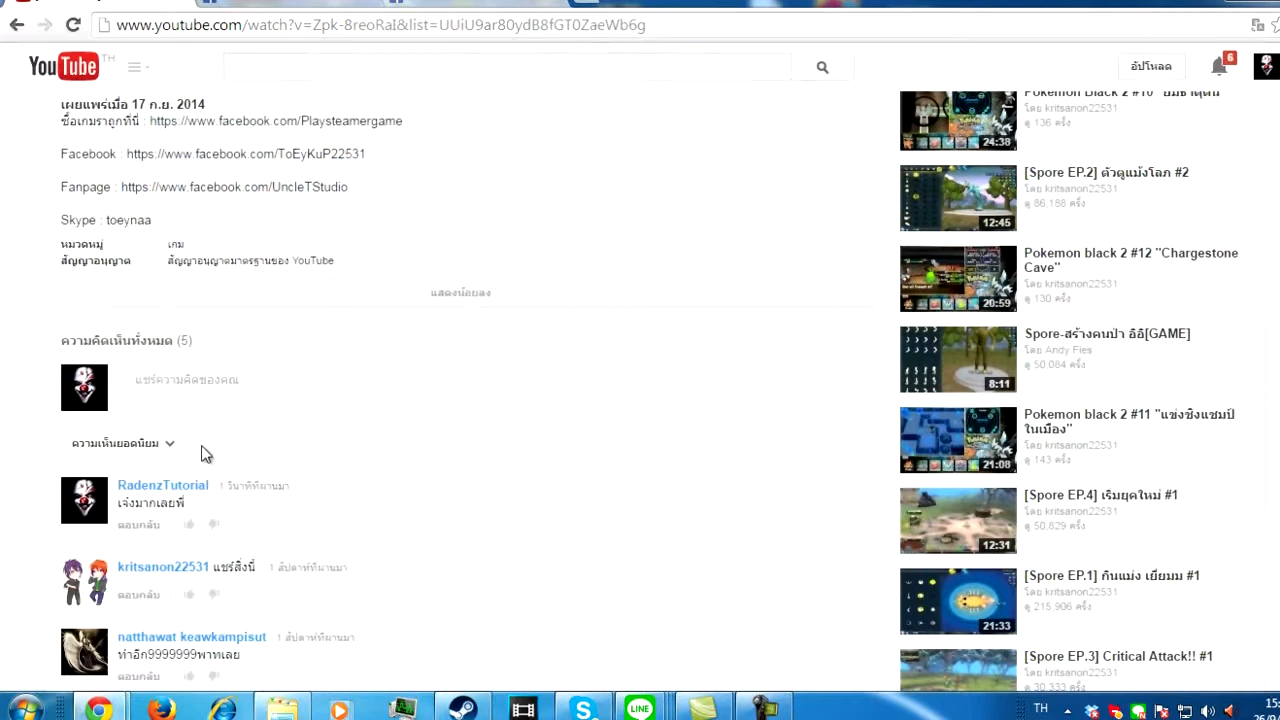 www.youtube.com/watch?v=Zpk-8reoRaI&list=UUiU9ar80ydB8fGT0ZaeWb6g
YouTube TH
อัปโหลด
6
เผยแพร่เมื่อ 17 ก.ย. 2014
ซื้อเกมราถูกที่นี่ : https://www.facebook.com/Playsteamergame
Facebook : https://www.facebook.com/ToEyKuP22531
Fanpage : https://www.facebook.com/UncleTStudio
Skype : toeynaa
หมวดหมู่ เกม
สัญญาอนุญาต สัญญาอนุญาตมาตรฐานของ YouTube
แสดงน้อยลง
ความคิดเห็นทั้งหมด (5)
แชร์ความคิดของคุณ
ความเห็นยอดนิยม
RadenzTutorial 1 วินาทีที่ผ่านมา
เจ๋งมากเลยพี่
ตอบกลับ
kritsanon22531 แชร์สิ่งนี้ 1 สัปดาห์ที่ผ่านมา
ตอบกลับ
natthawat keawkampisut 1 สัปดาห์ที่ผ่านมา
ทำอีก9999999พาทเลย
ตอบกลับ
Pokemon Black 2 #10
โดย kritsanon22531
ดู 136 ครั้ง
24:38
[Spore EP.2] ตัวตูแม้งโลภ #2
โดย kritsanon22531
ดู 86,188 ครั้ง
12:45
Pokemon black 2 #12 "Chargestone
Cave"
โดย kritsanon22531
ดู 130 ครั้ง
20:59
Spore-สร้างคนป่า อิอิ[GAME]
โดย Andy Fies
ดู 50,084 ครั้ง
8:11
Pokemon black 2 #11 "แข่งชิงแชมป์
ในเมือง"
โดย kritsanon22531
ดู 143 ครั้ง
21:08
[Spore EP.4] เริ่มยุคใหม่ #1
โดย kritsanon22531
ดู 50,829 ครั้ง
12:31
[Spore EP.1] กินแม่ง เยี่ยมม #1
โดย kritsanon22531
ดู 215,906 ครั้ง
21:33
[Spore EP.3] Critical Attack!! #1
โดย kritsanon22531
ดู 30,333 ครั้ง
LINE
TH